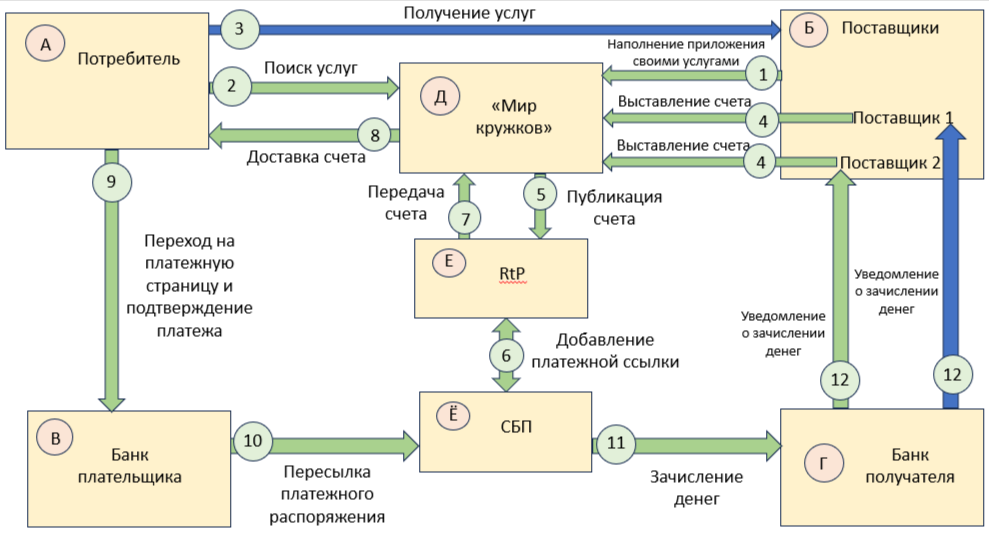 3
Получение услуг
А
Потребитель
Б
Поставщики
Наполнение приложения
своими услугами
1
Поиск услуг
2
Д
«Мир
кружков»
Выставление счета
4
Поставщик 1
8
Доставка счета
Выставление счета
4
Поставщик 2
9
Передача
счета
7
5
Публикация
счета
Переход на
платежную
страницу и
подтверждение
платежа
Е
RtP
Уведомление
о зачислении
денег
Уведомление
о зачислении
денег
6
Добавление
платежной ссылки
12
12
В
Банк
плательщика
10
Пересылка
платежного
распоряжения
Ё
СБП
11
Зачисление
денег
Г
Банк
получателя